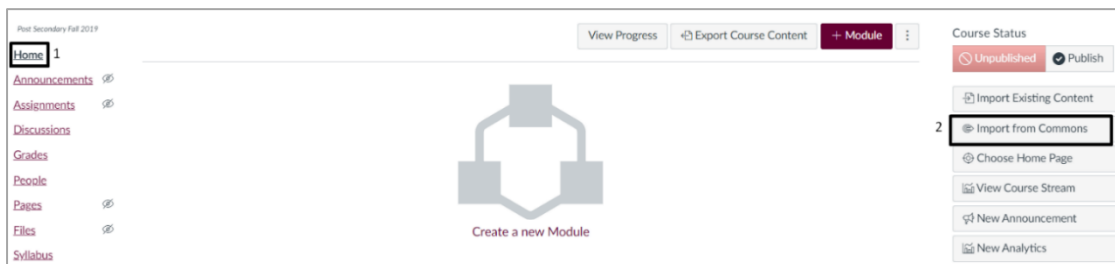 Post Secondary Fall 2019
Home 1
Announcements
Assignments
Discussions
Grades
People
Pages
Files
Syllabus
View Progress
Export Course Content
+ Module
Create a new Module
Course Status
Unpublished
Publish
Import Existing Content
2 Import from Commons
Choose Home Page
View Course Stream
New Announcement
New Analytics